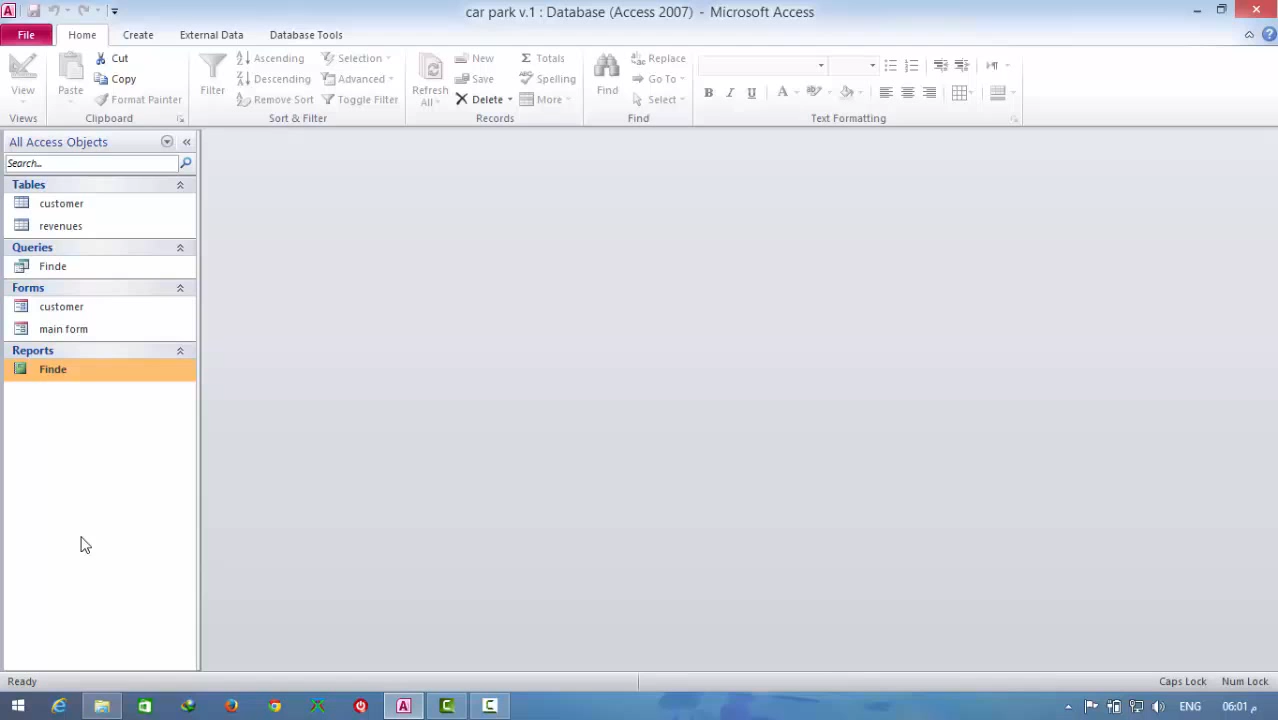 car park v.1 : Database (Access 2007) - Microsoft Access
File Home Create External Data Database Tools
View
Views
Paste
Cut
Copy
Format Painter
Clipboard
Filter
Ascending
Descending
Remove Sort
Selection
Advanced
Toggle Filter
Sort & Filter
Refresh
All
New
Save
Delete
Totals
Spelling
More
Records
Find
Replace
Go To
Select
Find
B I U A
Text Formatting
All Access Objects
Search...
Tables
customer
revenues
Queries
Finde
Forms
customer
main form
Reports
Finde
Ready
Caps Lock Num Lock
ENG 06:01 م